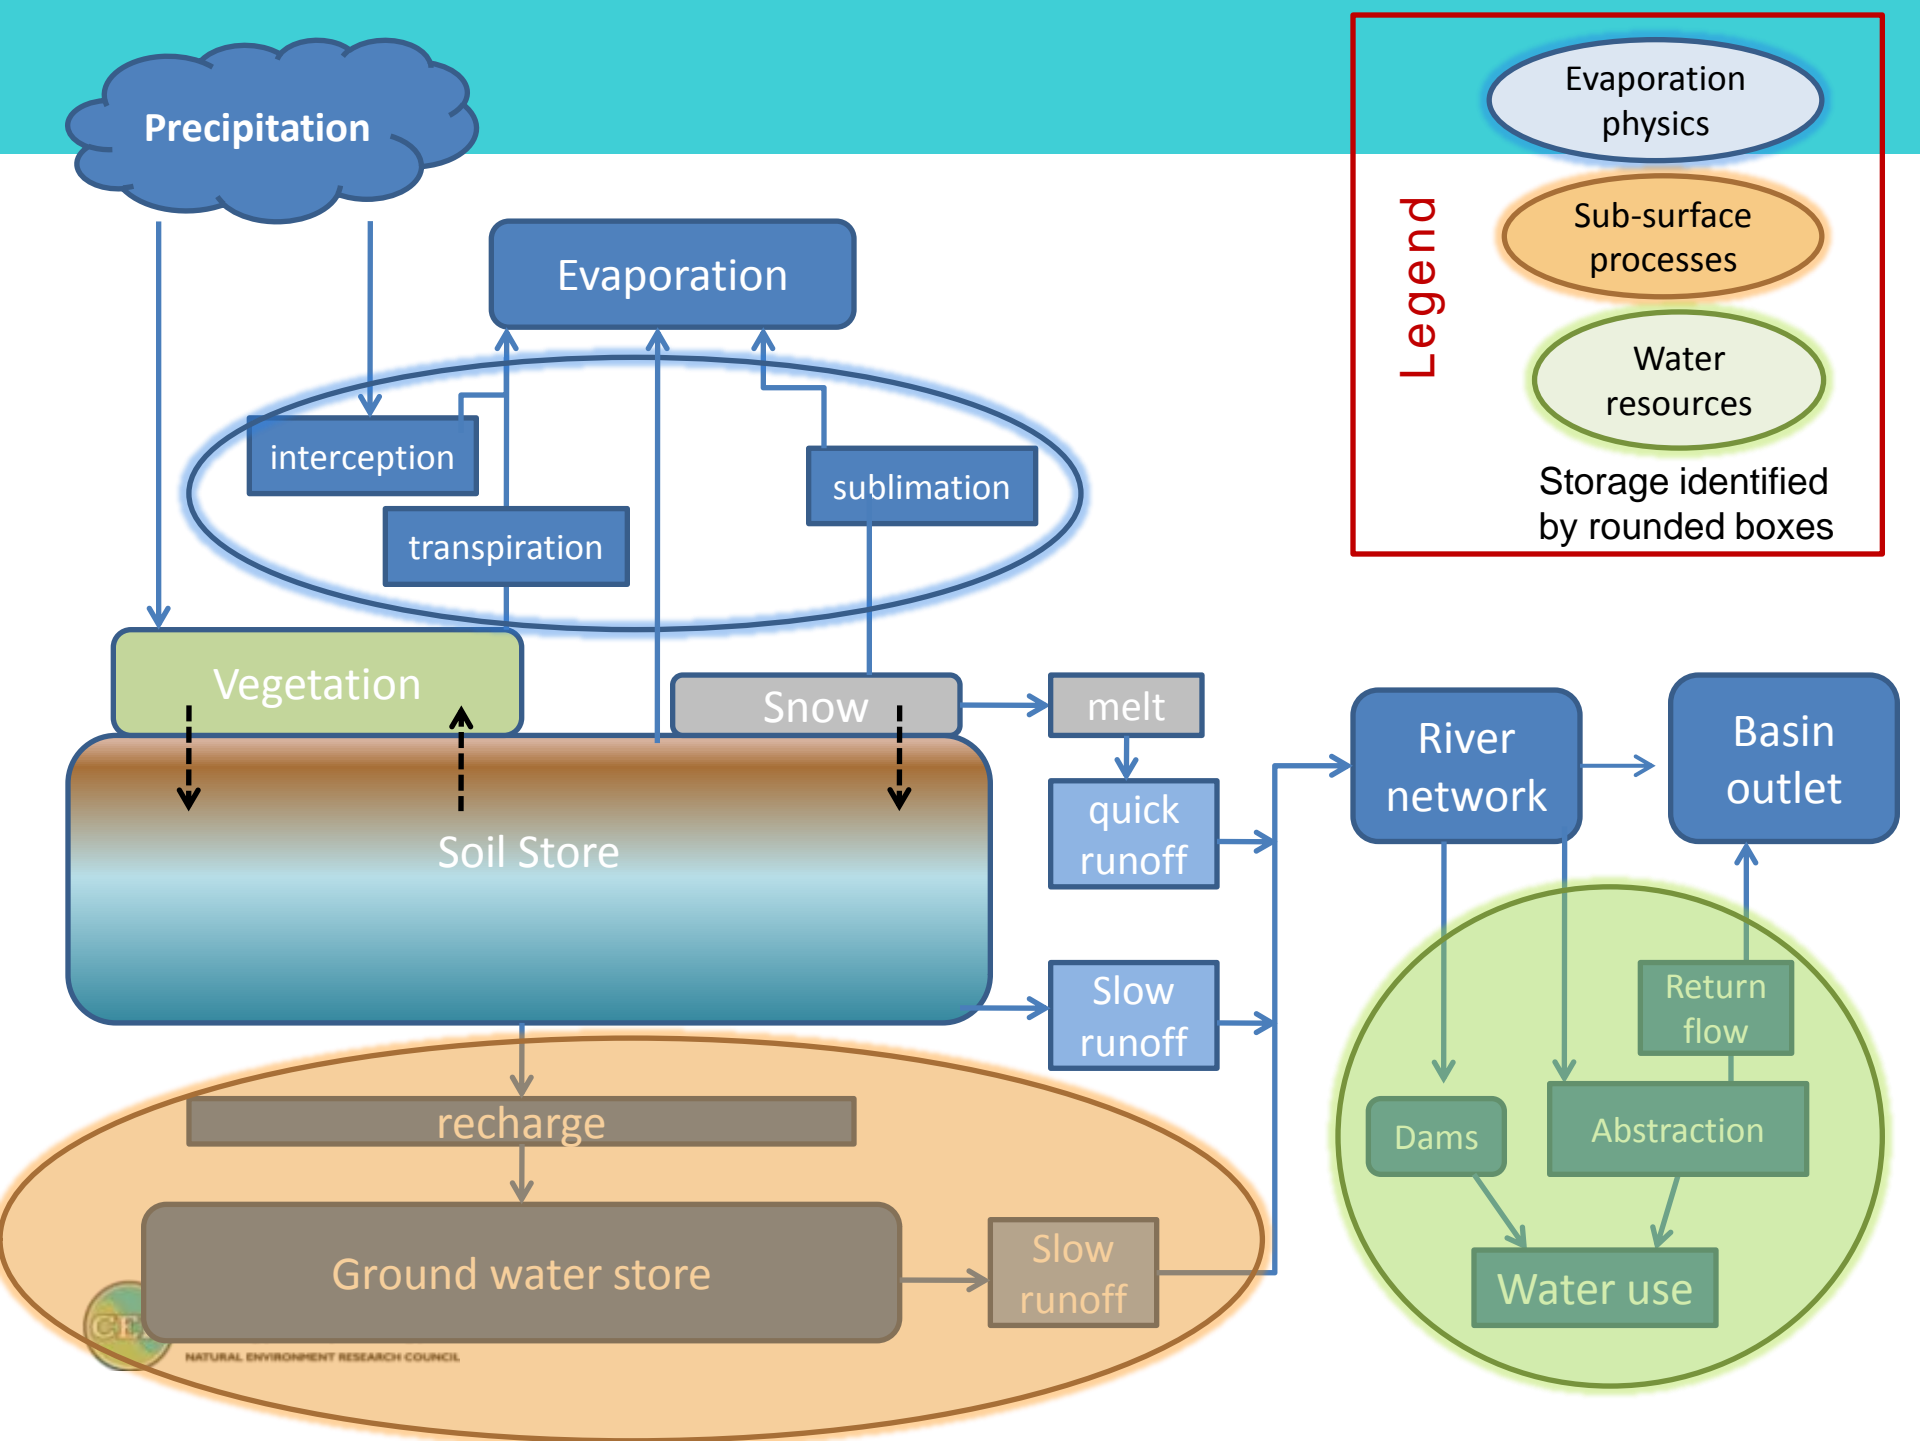 Precipitation
Evaporation
physics
Sub-surface
processes
Water
resources
Storage identified
by rounded boxes
Legend
Evaporation
interception
sublimation
transpiration
Vegetation
Snow
melt
River
network
Basin
outlet
quick
runoff
Soil Store
Slow
runoff
Return
flow
recharge
Dams
Abstraction
Ground water store
Slow
runoff
Water use
NATURAL ENVIRONMENT RESEARCH COUNCIL